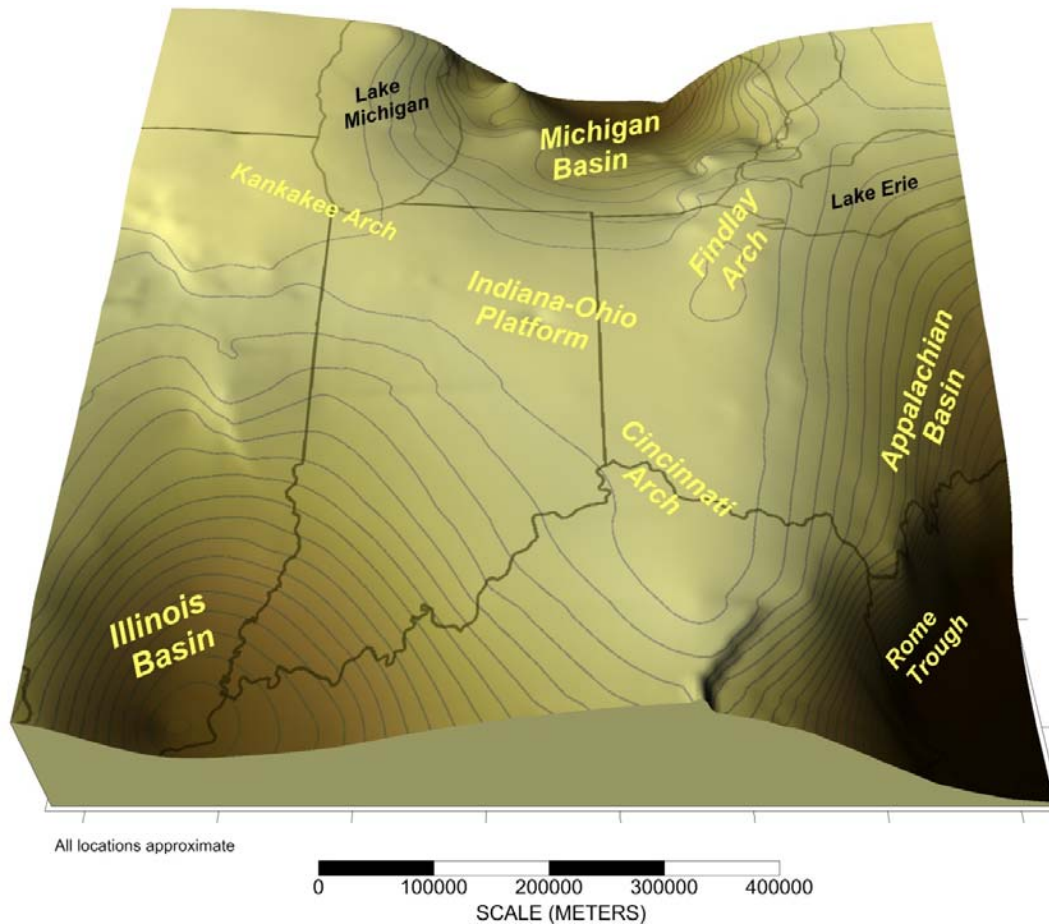 Lake
Michigan
Michigan
Basin
Kankakee Arch
Lake Erie
Findlay
Arch
Indiana-Ohio
Platform
Appalachian
Basin
Cincinnati
Arch
Illinois
Basin
Rome
Trough
All locations approximate
0 100000 200000 300000 400000
SCALE (METERS)